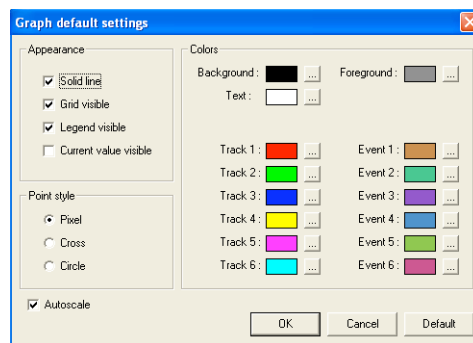 Graph default settings
Appearance
Solid line
Grid visible
Legend visible
Current value visible
Point style
Pixel
Cross
Circle
Autoscale
Colors
Background : ... Foreground : ...
Text : ...
Track 1 : ... Event 1 : ...
Track 2 : ... Event 2 : ...
Track 3 : ... Event 3 : ...
Track 4 : ... Event 4 : ...
Track 5 : ... Event 5 : ...
Track 6 : ... Event 6 : ...
OK Cancel Default